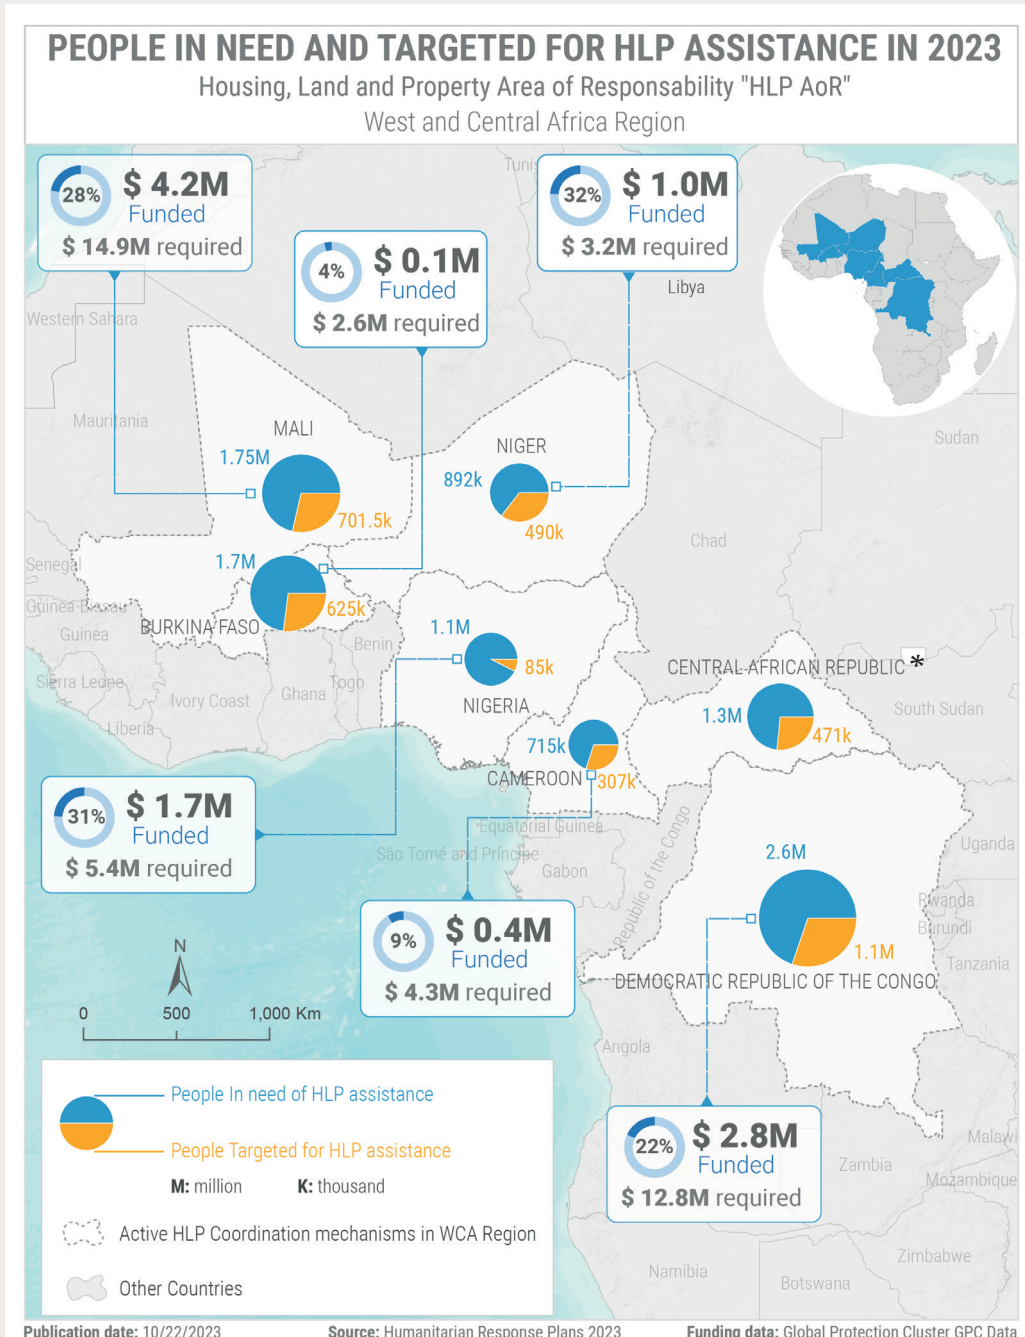 PEOPLE IN NEED AND TARGETED FOR HLP ASSISTANCE IN 2023
Housing, Land and Property Area of Responsability "HLP AoR"
West and Central Africa Region
28%
$ 4.2M
Funded
$ 14.9M required
4%
$ 0.1M
Funded
$ 2.6M required
32%
$ 1.0M
Funded
$ 3.2M required
Tunis
Libya
Western Sahara
Mauritania
MALI
1.75M
701.5k
NIGER
892k
490k
Sudan
Chad
Senegal
Guinea-Bissau
Guinea
1.7M
625k
BURKINA FASO
Benin
1.1M
85k
NIGERIA
Sierra Leone
Ivory Coast
Ghana
Togo
Liberia
CENTRAL AFRICAN REPUBLIC *
1.3M
471k
South Sudan
715k
CAMEROON
307k
31%
$ 1.7M
Funded
$ 5.4M required
Equatorial Guinea
São Tomé and Príncipe
Gabon
Republic of the Congo
Uganda
Rwanda
Burundi
Tanzania
2.6M
1.1M
DEMOCRATIC REPUBLIC OF THE CONGO
9%
$ 0.4M
Funded
$ 4.3M required
N
0 500 1,000 Km
Angola
22%
$ 2.8M
Funded
$ 12.8M required
Malawi
Zambia
Mozambique
Zimbabwe
Namibia
Botswana
People In need of HLP assistance
People Targeted for HLP assistance
M: million K: thousand
Active HLP Coordination mechanisms in WCA Region
Other Countries
Publication date: 10/22/2023 Source: Humanitarian Response Plans 2023 Funding data: Global Protection Cluster GPC Data